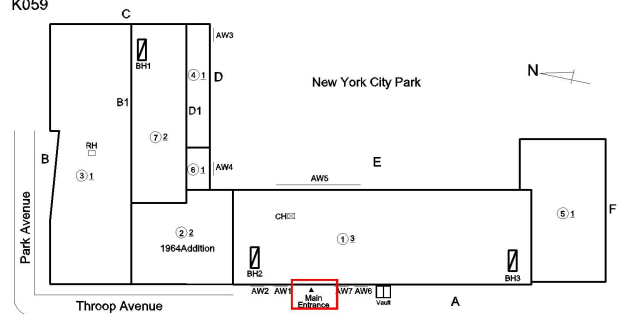 K059
C
AW3
BH1
④ 1
D
New York City Park
N
B1
D1
⑦ 2
RH
B
③ 1
⑥ 1
AW4
E
AW5
Park Avenue
CH
⑤ 1
F
② 2
1964Addition
① 3
BH2
BH3
AW2 AW1
Main
Entrance
AW7 AW6
Vault
A
Throop Avenue